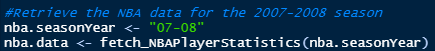 #Retrieve the NBA data for the 2007-2008 season
nba.seasonYear <- "07-08"
nba.data <- fetch_NBAPlayerStatistics(nba.seasonYear)